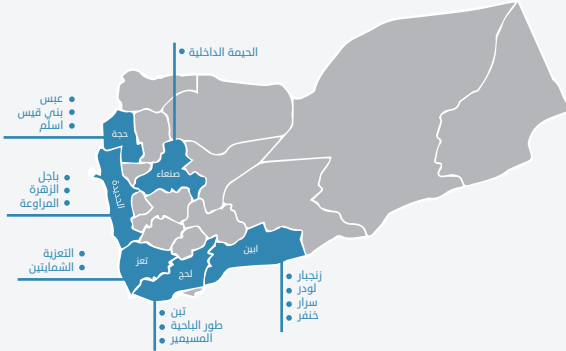 الحيمة الداخلية
عبس
بني قيس
اسلم
حجة
صنعاء
باجل
الزهرة
المراوعة
الحديدة
التعزية
الشمايتين
تعز
لحج
ابين
زنجبار
لودر
سرار
خنفر
تبن
طور الباحية
المسيمير